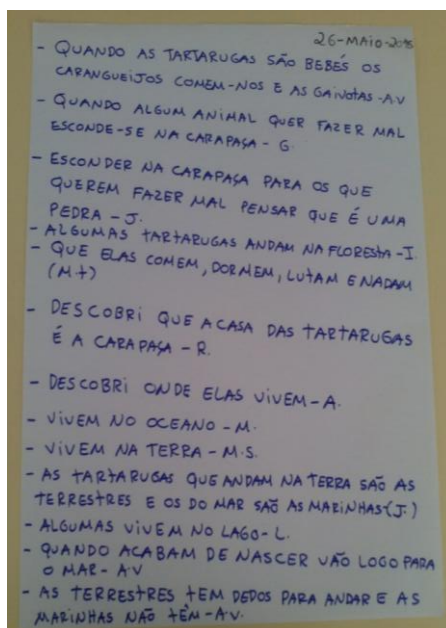 26-MAIO-2015
- QUANDO AS TARTARUGAS SÃO BEBÉS OS
CARANGUEIJOS COMEM-NOS E AS GAIVOTAS-A.V
- QUANDO ALGUM ANIMAL QUER FAZER MAL
ESCONDE-SE NA CARAPAÇA - G.
- ESCONDER NA CARAPAÇA PARA OS QUE
QUEREM FAZER MAL PENSAR QUE É UMA
PEDRA - J.
- ALGUMAS TARTARUGAS ANDAM NA FLORESTA-I.
- QUE ELAS COMEM, DORMEM, LUTAM E NADAM
(M+)
- DESCOBRI QUE A CASA DAS TARTARUGAS
É A CARAPAÇA - R.
- DESCOBRI ONDE ELAS VIVEM-A.
- VIVEM NO OCEANO - M.
- VIVEM NA TERRA - M.S.
- AS TARTARUGAS QUE ANDAM NA TERRA SÃO AS
TERRESTRES E OS DO MAR SÃO AS MARINHAS(J.)
- ALGUMAS VIVEM NO LAGO-L.
- QUANDO ACABAM DE NASCER VÃO LOGO PARA
O MAR- A.V
- AS TERRESTRES TEM DEDOS PARA ANDAR E AS
MARINHAS NÃO TÊM-A.V.